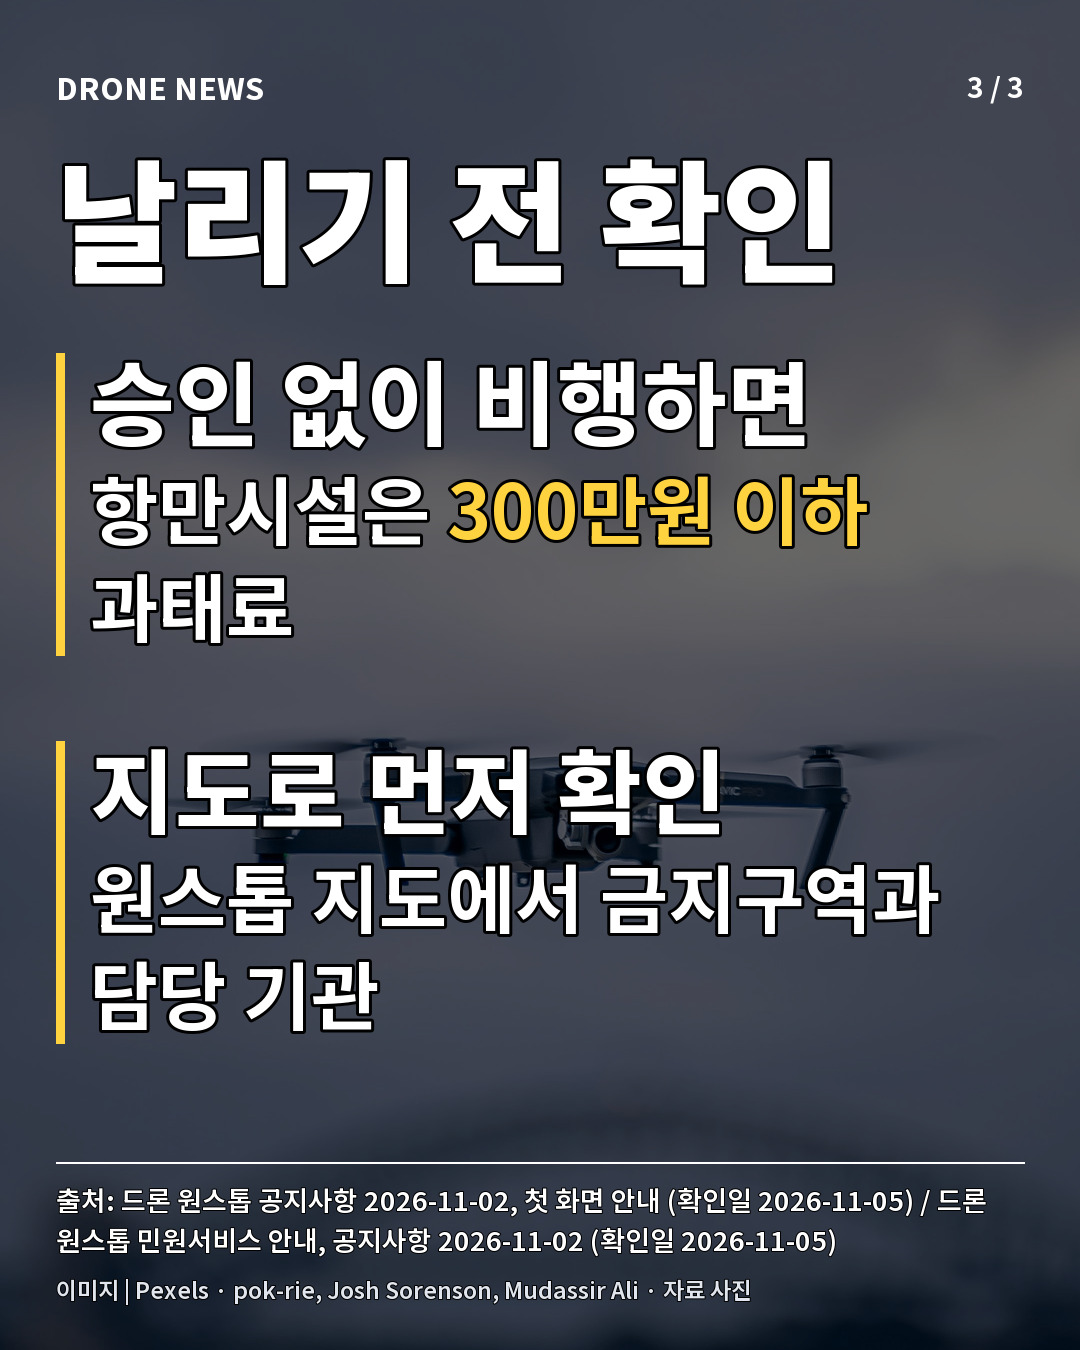 DRONE NEWS
3 / 3
날리기 전 확인
승인 없이 비행하면
항만시설은 300만원 이하
과태료
지도로 먼저 확인
원스톱 지도에서 금지구역과
담당 기관
출처: 드론 원스톱 공지사항 2026-11-02, 첫 화면 안내 (확인일 2026-11-05) / 드론
원스톱 민원서비스 안내, 공지사항 2026-11-02 (확인일 2026-11-05)
이미지 | Pexels · pok-rie, Josh Sorenson, Mudassir Ali · 자료 사진